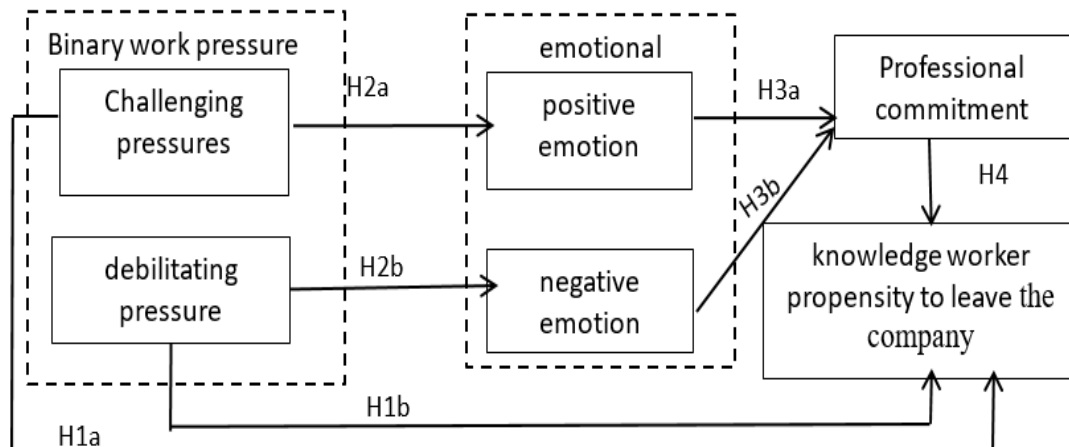 Binary work pressure
Challenging
pressures
debilitating
pressure
H2a
H2b
emotional
positive
emotion
negative
emotion
H3a
H3b
Professional
commitment
H4
knowledge worker
propensity to leave the
company
H1b
H1a